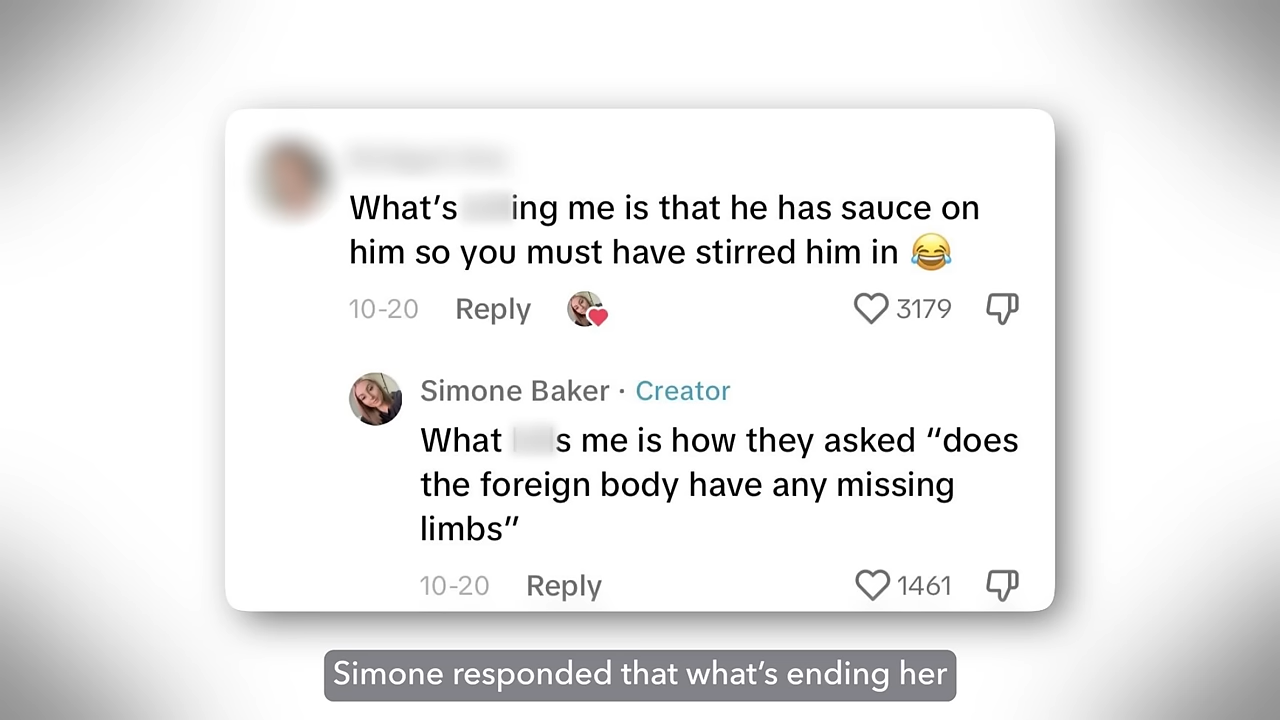 What's ing me is that he has sauce on
him so you must have stirred him in 😂
10-20 Reply 3179
Simone Baker · Creator
What s me is how they asked “does
the foreign body have any missing
limbs”
10-20 Reply 1461
Simone responded that what's ending her